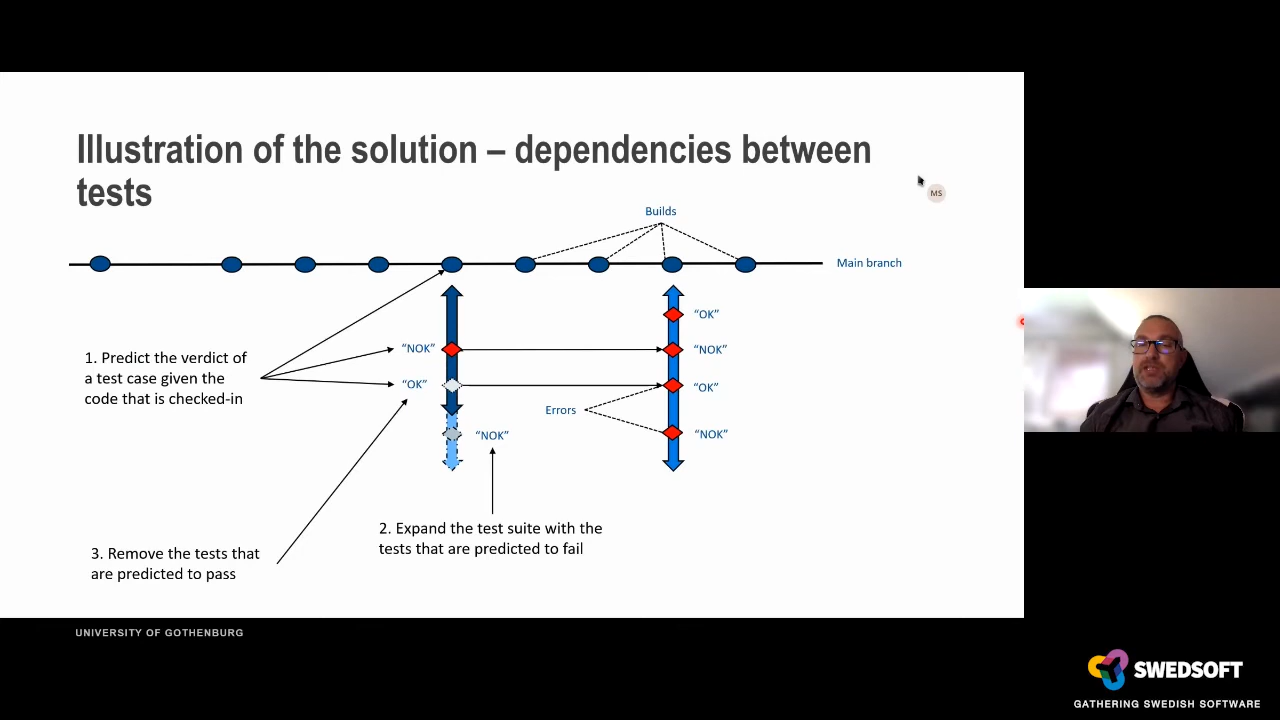 Illustration of the solution – dependencies between
tests
MS
Builds
Main branch
“OK”
“NOK”
“NOK”
1. Predict the verdict of
a test case given the
code that is checked-in
“OK”
“OK”
Errors
“NOK”
“NOK”
2. Expand the test suite with the
tests that are predicted to fail
3. Remove the tests that
are predicted to pass
UNIVERSITY OF GOTHENBURG
SWEDSOFT
GATHERING SWEDISH SOFTWARE